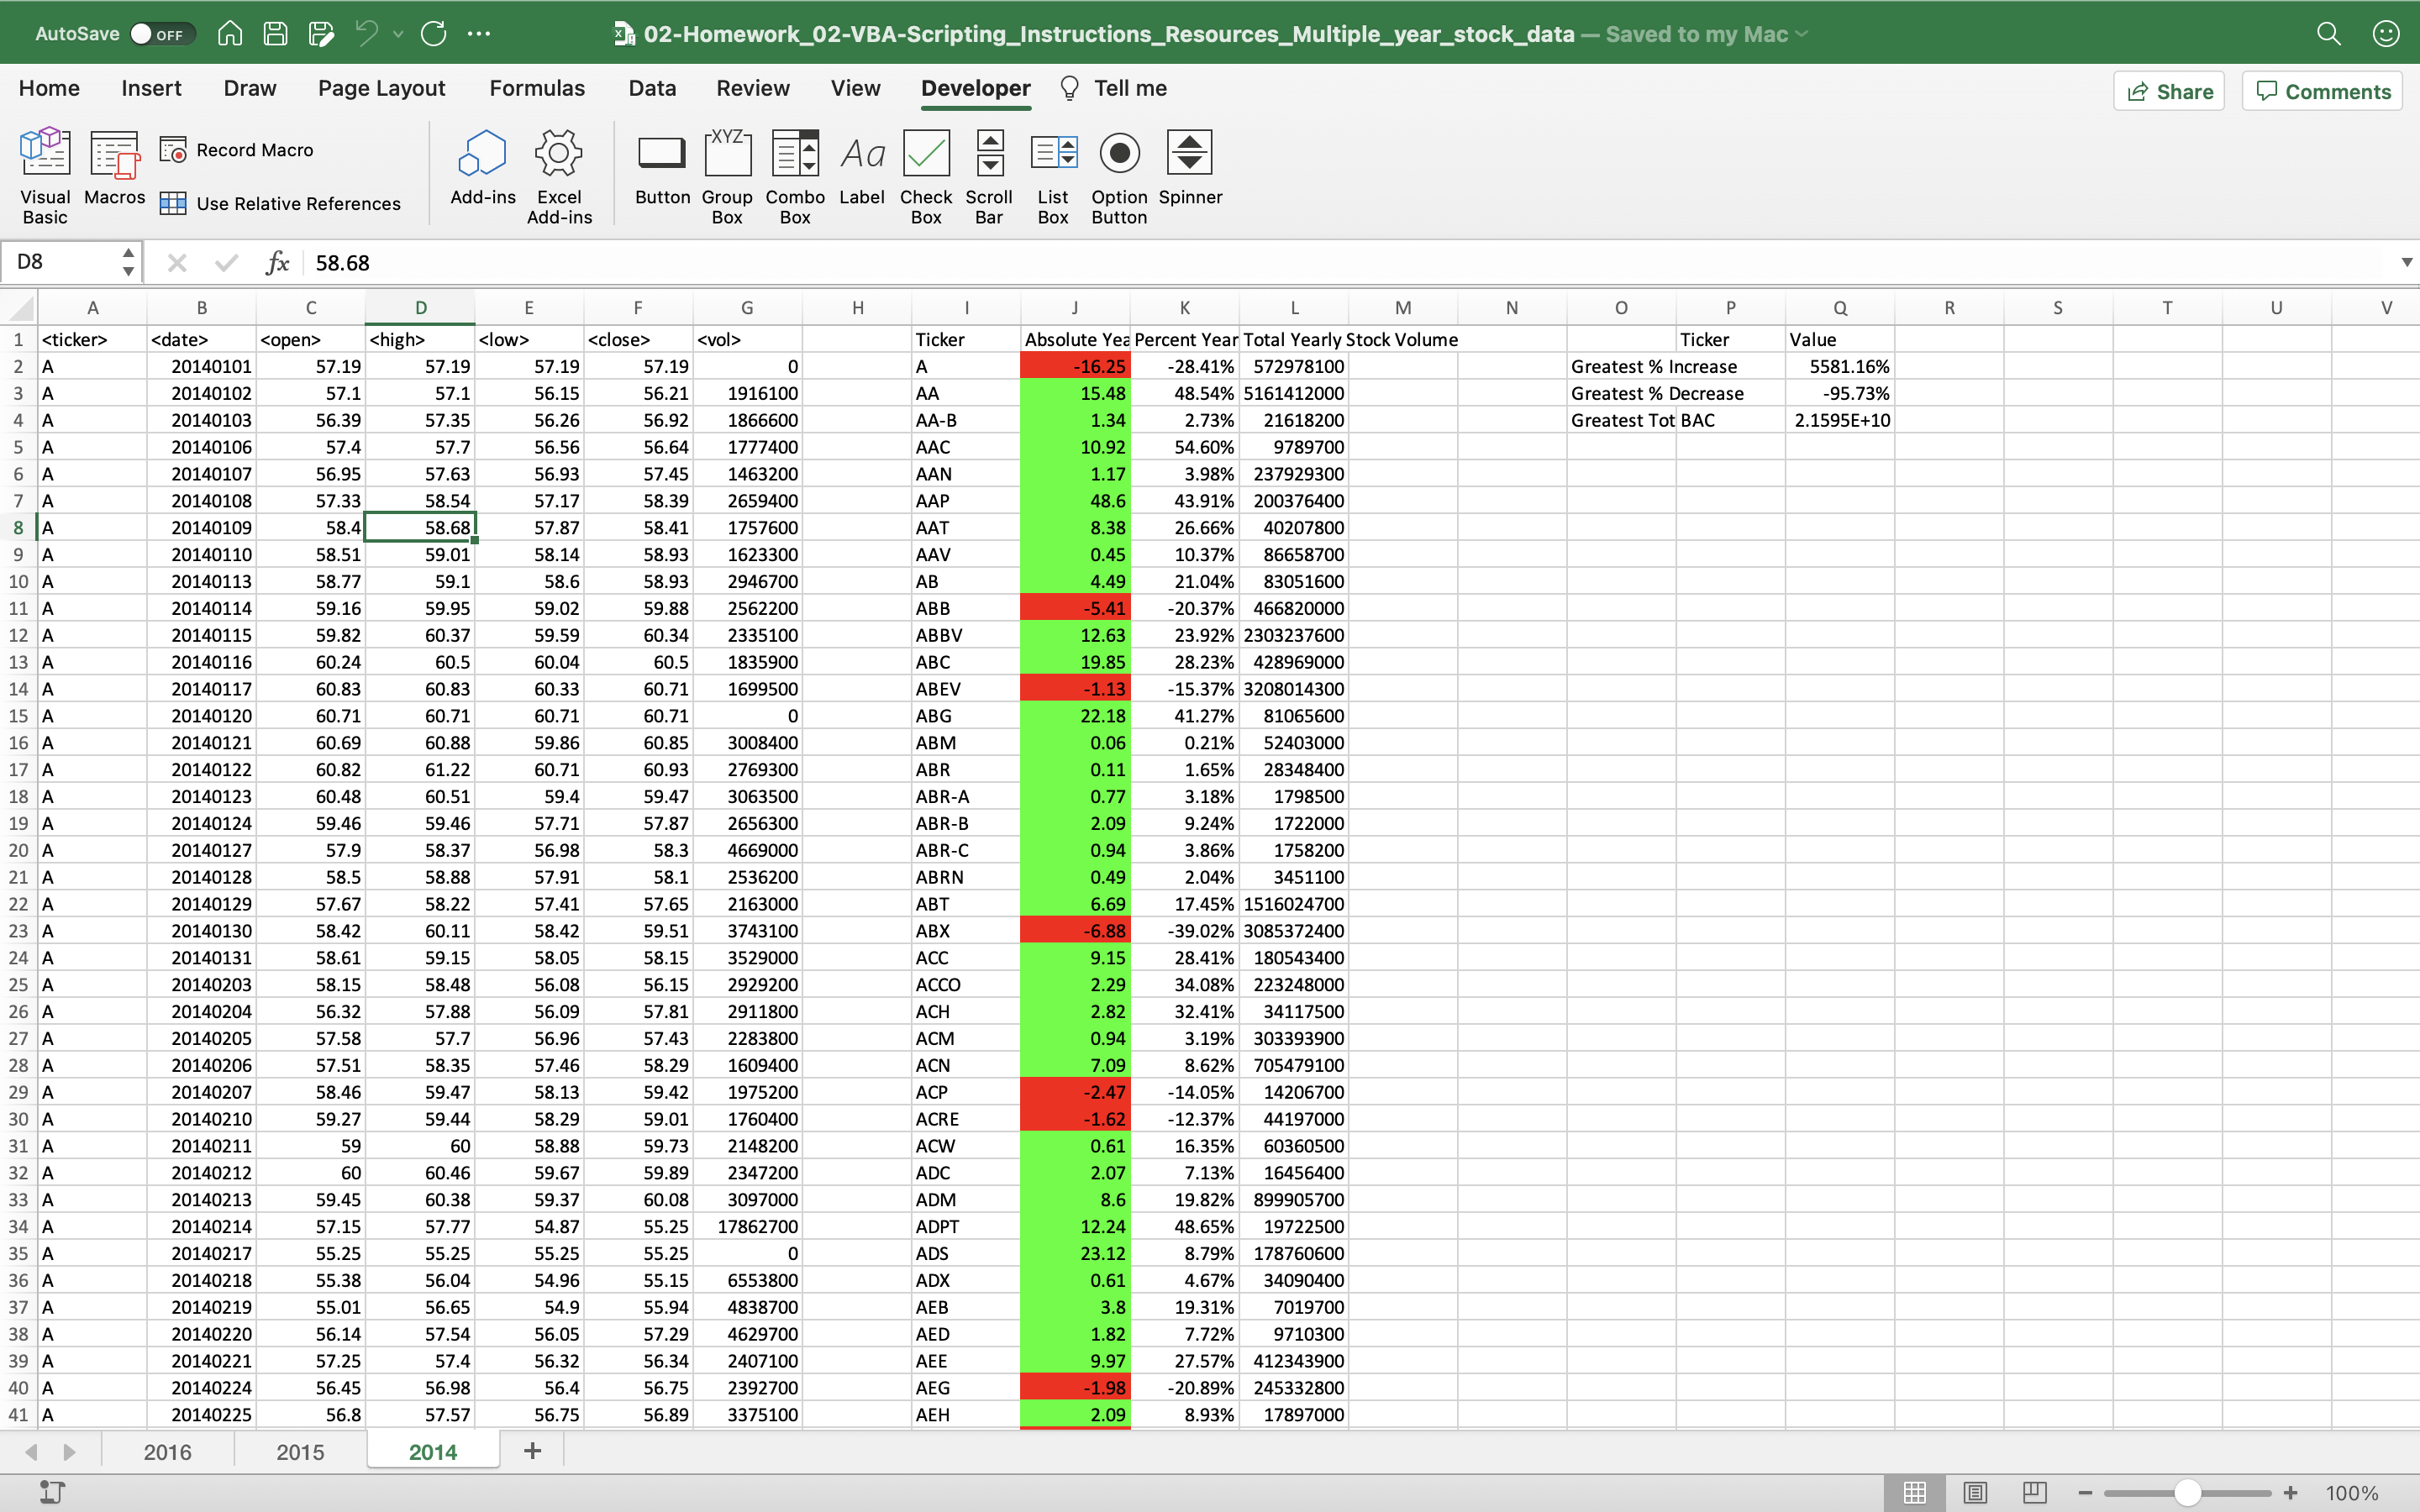 AutoSave OFF 02-Homework_02-VBA-Scripting_Instructions_Resources_Multiple_year_stock_data — Saved to my Mac
Home Insert Draw Page Layout Formulas Data Review View Developer Tell me Share Comments
Visual Basic Macros Record Macro Use Relative References Add-ins Excel Add-ins Button XYZ Group Box Combo Box Aa Label Check Box Scroll Bar List Box Option Button Spinner
D8 fx 58.68
A B C D E F G H I J K L M N O P Q R S T U V
1 <ticker> <date> <open> <high> <low> <close> <vol> Ticker Absolute Yea Percent Year Total Yearly Stock Volume Ticker Value
2 A 20140101 57.19 57.19 57.19 57.19 0 A -16.25 -28.41% 572978100 Greatest % Increase 5581.16%
3 A 20140102 57.1 57.1 56.15 56.21 1916100 AA 15.48 48.54% 5161412000 Greatest % Decrease -95.73%
4 A 20140103 56.39 57.35 56.26 56.92 1866600 AA-B 1.34 2.73% 21618200 Greatest Tot BAC 2.1595E+10
5 A 20140106 57.4 57.7 56.56 56.64 1777400 AAC 10.92 54.60% 9789700
6 A 20140107 56.95 57.63 56.93 57.45 1463200 AAN 1.17 3.98% 237929300
7 A 20140108 57.33 58.54 57.17 58.39 2659400 AAP 48.6 43.91% 200376400
8 A 20140109 58.4 58.68 57.87 58.41 1757600 AAT 8.38 26.66% 40207800
9 A 20140110 58.51 59.01 58.14 58.93 1623300 AAV 0.45 10.37% 86658700
10 A 20140113 58.77 59.1 58.6 58.93 2946700 AB 4.49 21.04% 83051600
11 A 20140114 59.16 59.95 59.02 59.88 2562200 ABB -5.41 -20.37% 466820000
12 A 20140115 59.82 60.37 59.59 60.34 2335100 ABBV 12.63 23.92% 2303237600
13 A 20140116 60.24 60.5 60.04 60.5 1835900 ABC 19.85 28.23% 428969000
14 A 20140117 60.83 60.83 60.33 60.71 1699500 ABEV -1.13 -15.37% 3208014300
15 A 20140120 60.71 60.71 60.71 60.71 0 ABG 22.18 41.27% 81065600
16 A 20140121 60.69 60.88 59.86 60.85 3008400 ABM 0.06 0.21% 52403000
17 A 20140122 60.82 61.22 60.71 60.93 2769300 ABR 0.11 1.65% 28348400
18 A 20140123 60.48 60.51 59.4 59.47 3063500 ABR-A 0.77 3.18% 1798500
19 A 20140124 59.46 59.46 57.71 57.87 2656300 ABR-B 2.09 9.24% 1722000
20 A 20140127 57.9 58.37 56.98 58.3 4669000 ABR-C 0.94 3.86% 1758200
21 A 20140128 58.5 58.88 57.91 58.1 2536200 ABRN 0.49 2.04% 3451100
22 A 20140129 57.67 58.22 57.41 57.65 2163000 ABT 6.69 17.45% 1516024700
23 A 20140130 58.42 60.11 58.42 59.51 3743100 ABX -6.88 -39.02% 3085372400
24 A 20140131 58.61 59.15 58.05 58.15 3529000 ACC 9.15 28.41% 180543400
25 A 20140203 58.15 58.48 56.08 56.15 2929200 ACCO 2.29 34.08% 223248000
26 A 20140204 56.32 57.88 56.09 57.81 2911800 ACH 2.82 32.41% 34117500
27 A 20140205 57.58 57.7 56.96 57.43 2283800 ACM 0.94 3.19% 303393900
28 A 20140206 57.51 58.35 57.46 58.29 1609400 ACN 7.09 8.62% 705479100
29 A 20140207 58.46 59.47 58.13 59.42 1975200 ACP -2.47 -14.05% 14206700
30 A 20140210 59.27 59.44 58.29 59.01 1760400 ACRE -1.62 -12.37% 44197000
31 A 20140211 59 60 58.88 59.73 2148200 ACW 0.61 16.35% 60360500
32 A 20140212 60 60.46 59.67 59.89 2347200 ADC 2.07 7.13% 16456400
33 A 20140213 59.45 60.38 59.37 60.08 3097000 ADM 8.6 19.82% 899905700
34 A 20140214 57.15 57.77 54.87 55.25 17862700 ADPT 12.24 48.65% 19722500
35 A 20140217 55.25 55.25 55.25 55.25 0 ADS 23.12 8.79% 178760600
36 A 20140218 55.38 56.04 54.96 55.15 6553800 ADX 0.61 4.67% 34090400
37 A 20140219 55.01 56.65 54.9 55.94 4838700 AEB 3.8 19.31% 7019700
38 A 20140220 56.14 57.54 56.05 57.29 4629700 AED 1.82 7.72% 9710300
39 A 20140221 57.25 57.4 56.32 56.34 2407100 AEE 9.97 27.57% 412343900
40 A 20140224 56.45 56.98 56.4 56.75 2392700 AEG -1.98 -20.89% 245332800
41 A 20140225 56.8 57.57 56.75 56.89 3375100 AEH 2.09 8.93% 17897000
2016 2015 2014 +
100%